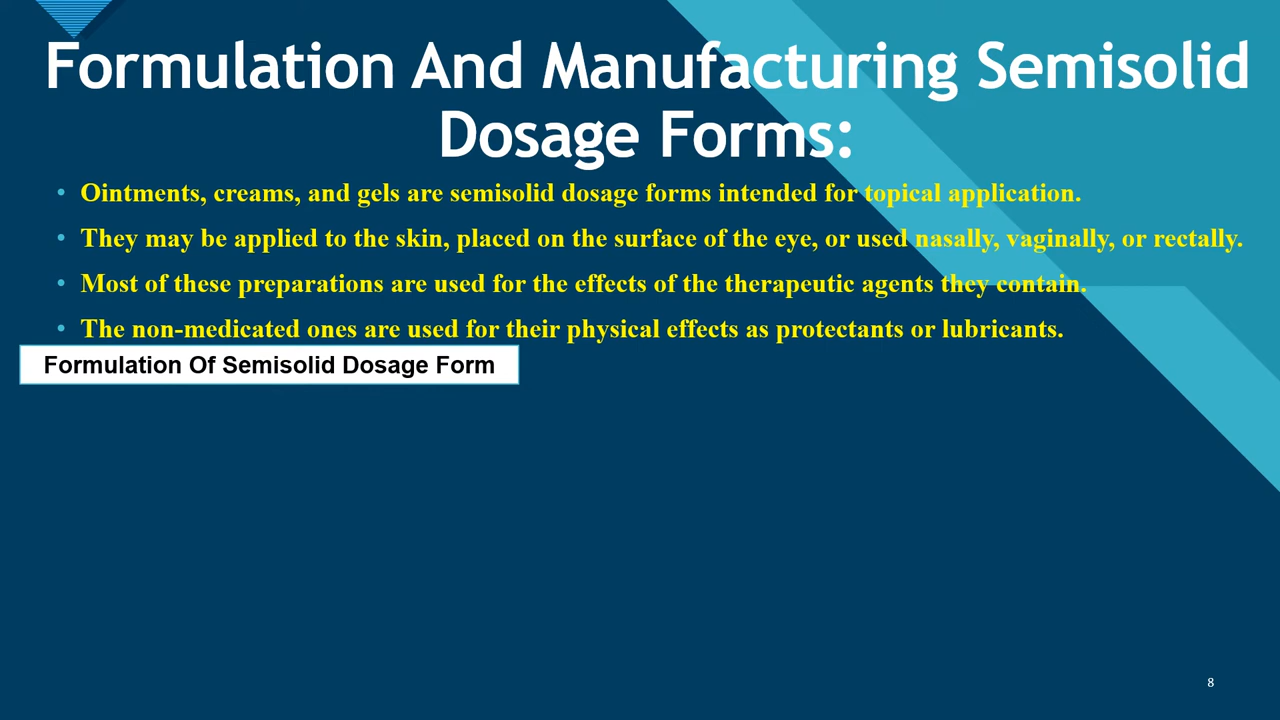 Formulation And Manufacturing Semisolid
Dosage Forms:
• Ointments, creams, and gels are semisolid dosage forms intended for topical application.
• They may be applied to the skin, placed on the surface of the eye, or used nasally, vaginally, or rectally.
• Most of these preparations are used for the effects of the therapeutic agents they contain.
• The non-medicated ones are used for their physical effects as protectants or lubricants.
Formulation Of Semisolid Dosage Form
8